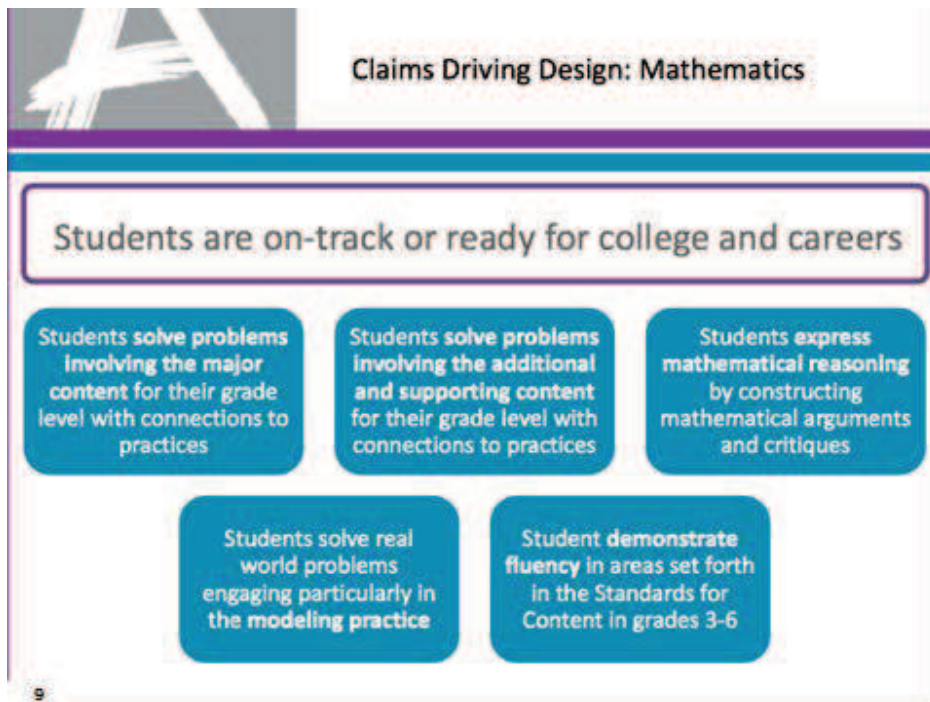 Claims Driving Design: Mathematics
Students are on-track or ready for college and careers
Students solve problems
involving the major
content for their grade
level with connections to
practices
Students solve problems
involving the additional
and supporting content
for their grade level with
connections to practices
Students express
mathematical reasoning
by constructing
mathematical arguments
and critiques
Students solve real
world problems
engaging particularly in
the modeling practice
Student demonstrate
fluency in areas set forth
in the Standards for
Content in grades 3-6
9